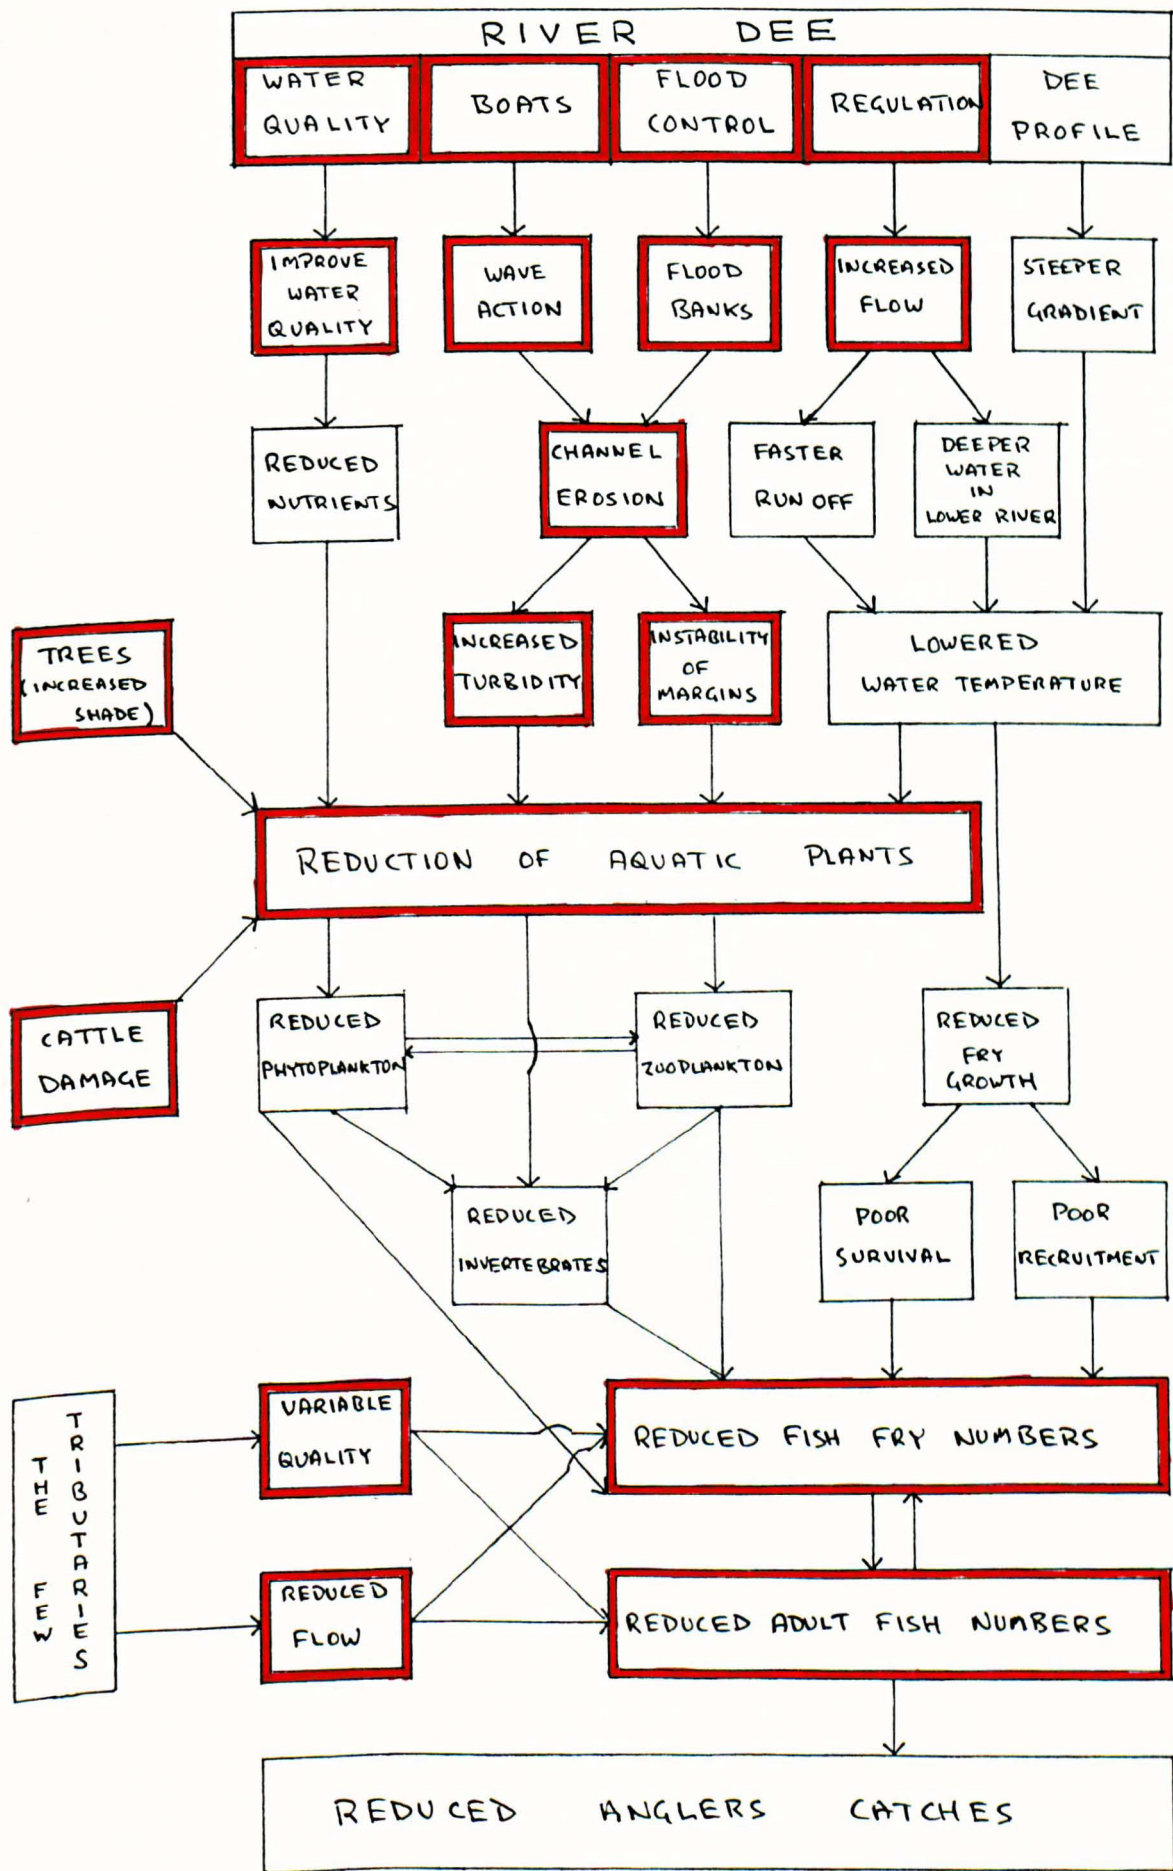 RIVER DEE
WATER
QUALITY
BOATS
FLOOD
CONTROL
REGULATION
DEE
PROFILE
IMPROVE
WATER
QUALITY
WAVE
ACTION
FLOOD
BANKS
INCREASED
FLOW
STEEPER
GRADIENT
REDUCED
NUTRIENTS
CHANNEL
EROSION
FASTER
RUN OFF
DEEPER
WATER
IN
LOWER RIVER
TREES
(INCREASED
SHADE)
INCREASED
TURBIDITY
INSTABILITY
OF
MARGINS
LOWERED
WATER TEMPERATURE
REDUCTION OF AQUATIC PLANTS
CATTLE
DAMAGE
REDUCED
PHYTOPLANKTON
REDUCED
ZOOPLANKTON
REDUCED
FRY
GROWTH
REDUCED
INVERTEBRATES
POOR
SURVIVAL
POOR
RECRUITMENT
THE FEW
TRIBUTARIES
VARIABLE
QUALITY
REDUCED FISH FRY NUMBERS
REDUCED
FLOW
REDUCED ADULT FISH NUMBERS
REDUCED ANGLERS CATCHES